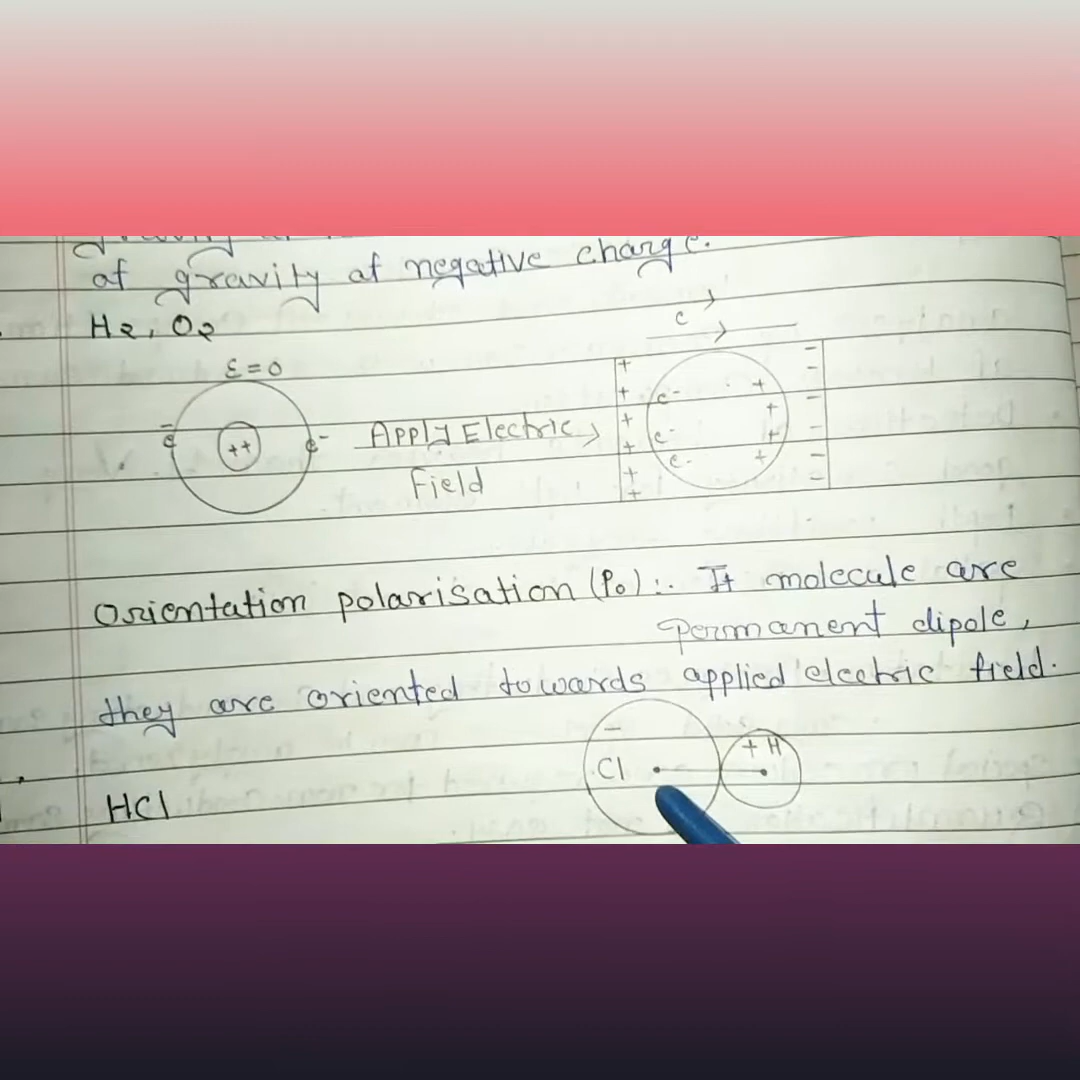 of gravity of negative charge.
H2, O2
ε = 0
e- ++ e-
Apply Electric
Field
ε
+ + + + + +
e- e- e-
+ + + +
- - - - - -
Orientation polarisation (Po) :- If molecule are
permanent dipole,
they are oriented towards applied electric field.
HCl
- Cl
+ H